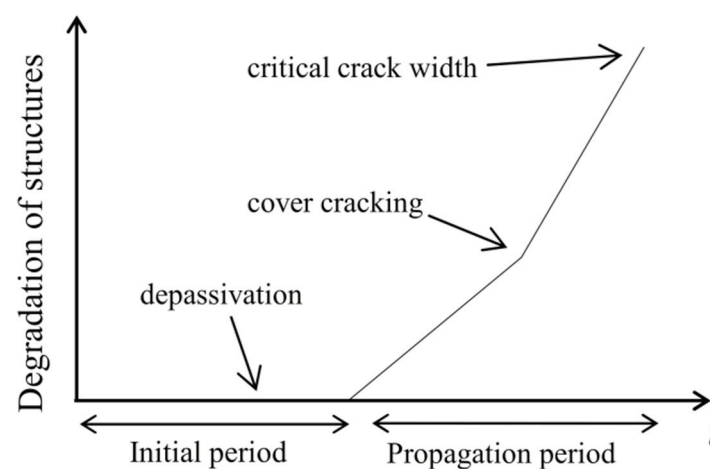 Degradation of structures
critical crack width
cover cracking
depassivation
Initial period
Propagation period